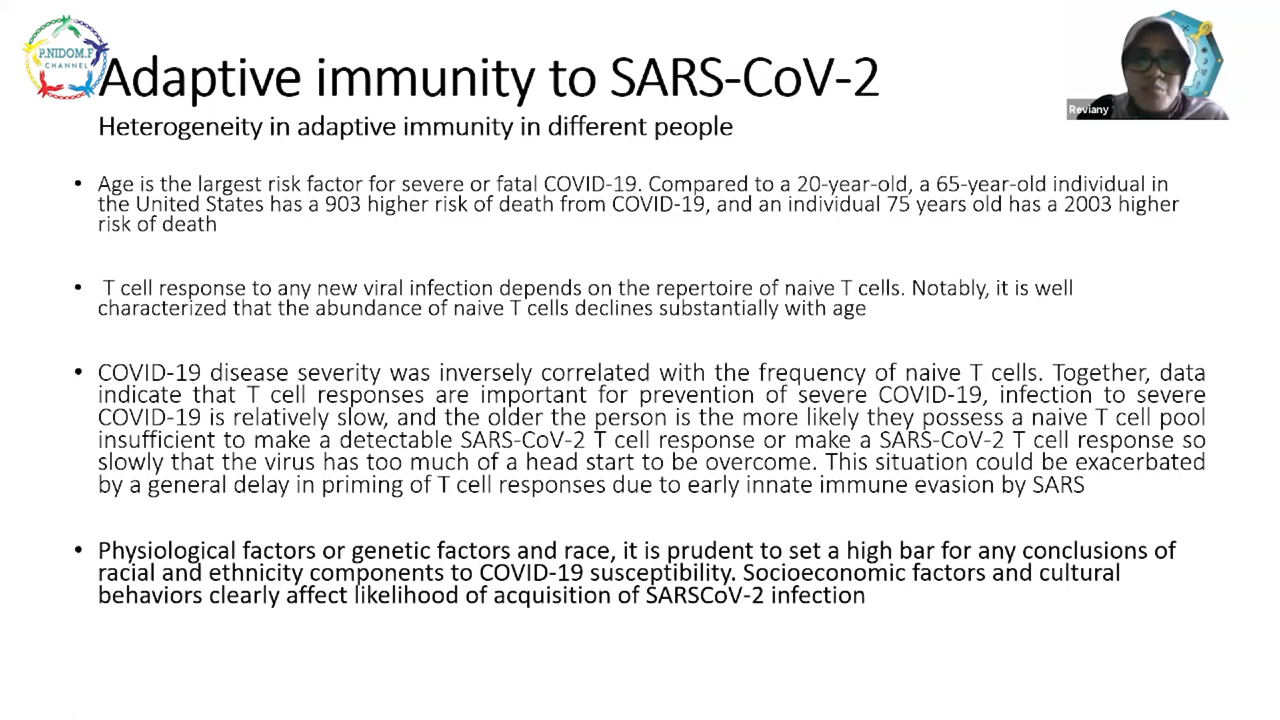 P.NIDOM.F
CHANNEL
Adaptive immunity to SARS-CoV-2
Reviany
Heterogeneity in adaptive immunity in different people
• Age is the largest risk factor for severe or fatal COVID-19. Compared to a 20-year-old, a 65-year-old individual in
the United States has a 903 higher risk of death from COVID-19, and an individual 75 years old has a 2003 higher
risk of death
• T cell response to any new viral infection depends on the repertoire of naive T cells. Notably, it is well
characterized that the abundance of naive T cells declines substantially with age
• COVID-19 disease severity was inversely correlated with the frequency of naive T cells. Together, data
indicate that T cell responses are important for prevention of severe COVID-19, infection to severe
COVID-19 is relatively slow, and the older the person is the more likely they possess a naive T cell pool
insufficient to make a detectable SARS-CoV-2 T cell response or make a SARS-CoV-2 T cell response so
slowly that the virus has too much of a head start to be overcome. This situation could be exacerbated
by a general delay in priming of T cell responses due to early innate immune evasion by SARS
• Physiological factors or genetic factors and race, it is prudent to set a high bar for any conclusions of
racial and ethnicity components to COVID-19 susceptibility. Socioeconomic factors and cultural
behaviors clearly affect likelihood of acquisition of SARSCoV-2 infection